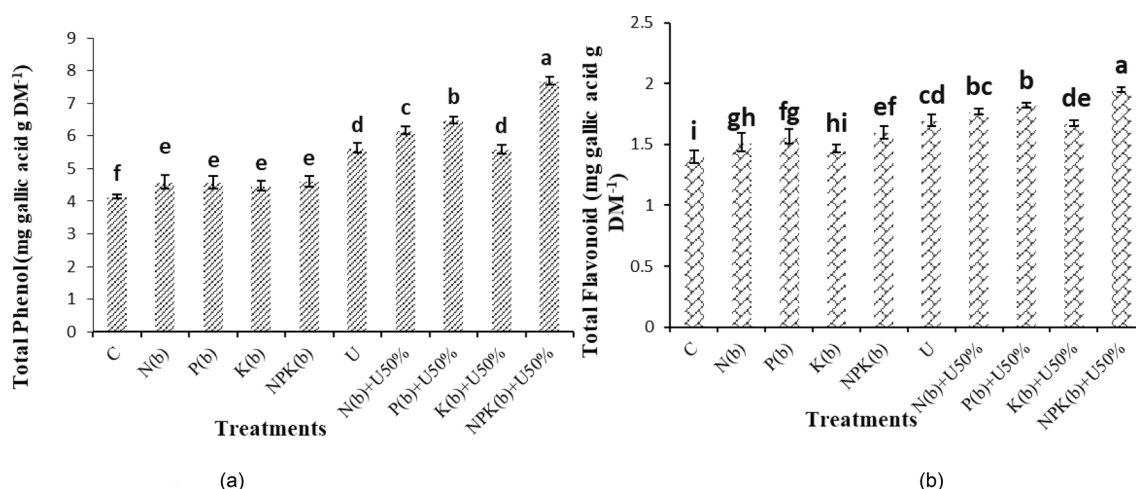 Total Phenol(mg gallic acid g DM-1)
9
8
7
6
5
4
3
2
1
0
f
e
e
e
e
d
c
b
d
a
C
N(b)
P(b)
K(b)
NPK(b)
U
N(b)+U50%
P(b)+U50%
K(b)+U50%
NPK(b)+U50%
Treatments
(a)
Total Flavonoid (mg gallic acid g
DM-1)
2.5
2
1.5
1
0.5
0
i
gh
fg
hi
ef
cd
bc
b
de
a
C
N(b)
P(b)
K(b)
NPK(b)
U
N(b)+U50%
P(b)+U50%
K(b)+U50%
NPK(b)+U50%
Treatments
(b)